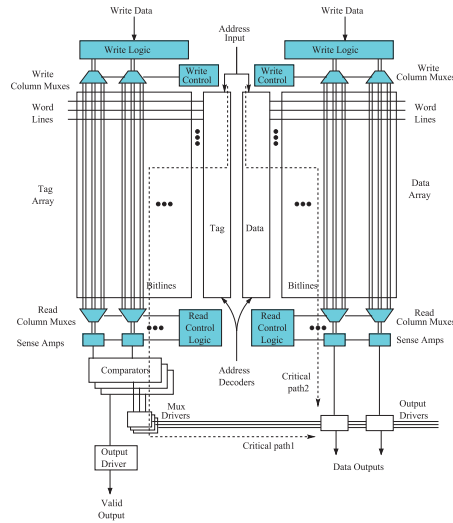 Write Data
Address
Input
Write Data
Write Logic
Write Logic
Write
Column Muxes
Write
Control
Write
Control
Write
Column Muxes
Word
Lines
Word
Lines
Tag
Array
Tag
Data
Data
Array
Bitlines
Bitlines
Read
Column Muxes
Read
Control
Logic
Read
Control
Logic
Read
Column Muxes
Sense Amps
Sense Amps
Comparators
Address
Decoders
Critical
path2
Mux
Drivers
Output
Drivers
Critical path1
Output
Driver
Data Outputs
Valid
Output